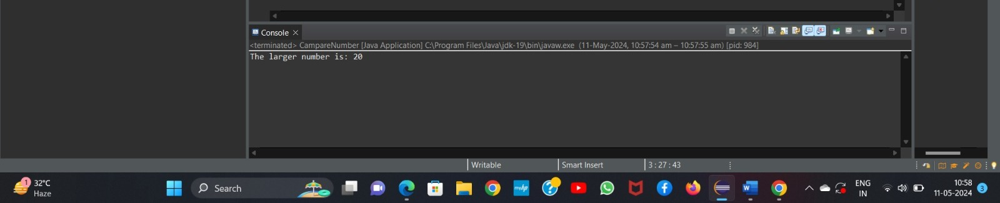 Console
<terminated> CampareNumber [Java Application] C:\Program Files\Java\jdk-19\bin\javaw.exe (11-May-2024, 10:57:54 am – 10:57:55 am) [pid: 984]
The larger number is: 20
Writable
Smart Insert
3 : 27 : 43
1
32°C
Haze
Search
myhp
W
ENG
IN
10:58
11-05-2024
3